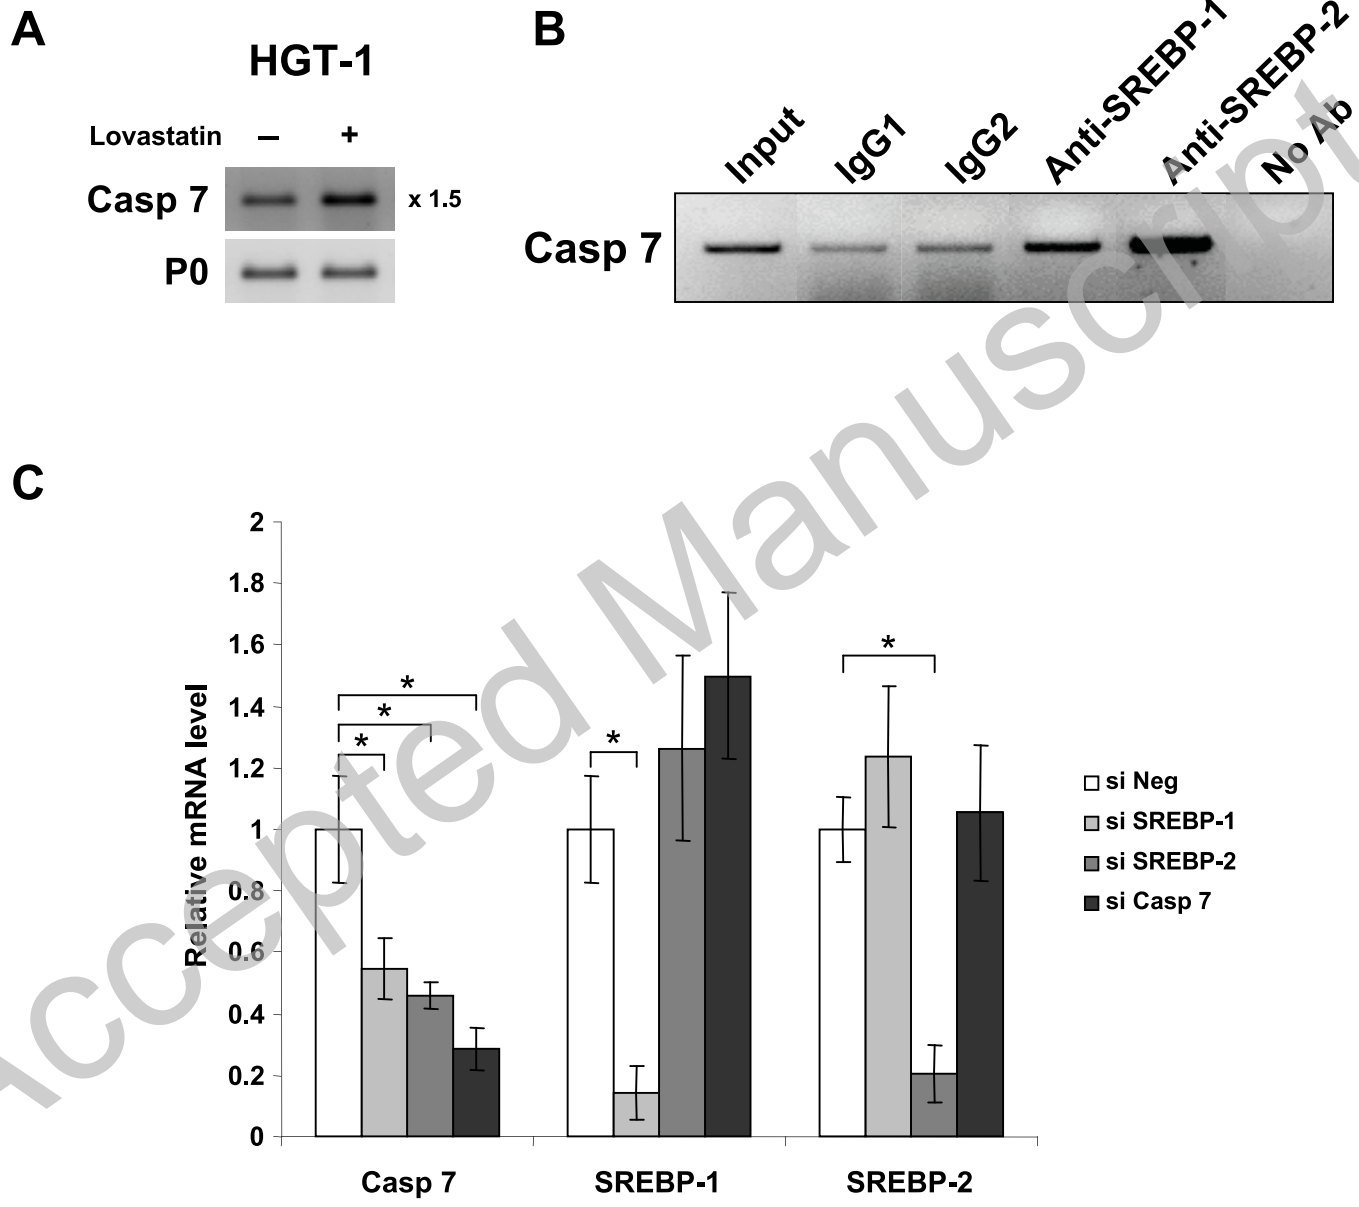 A
HGT-1
Lovastatin – +
Casp 7 x 1.5
P0
B
Input IgG1 IgG2 Anti-SREBP-1 Anti-SREBP-2 No Ab
Casp 7
C
Relative mRNA level
2
1.8
1.6
1.4
1.2
1
0.8
0.6
0.4
0.2
0
* * *
*
*
Casp 7 SREBP-1 SREBP-2
si Neg
si SREBP-1
si SREBP-2
si Casp 7
Accepted Manuscript